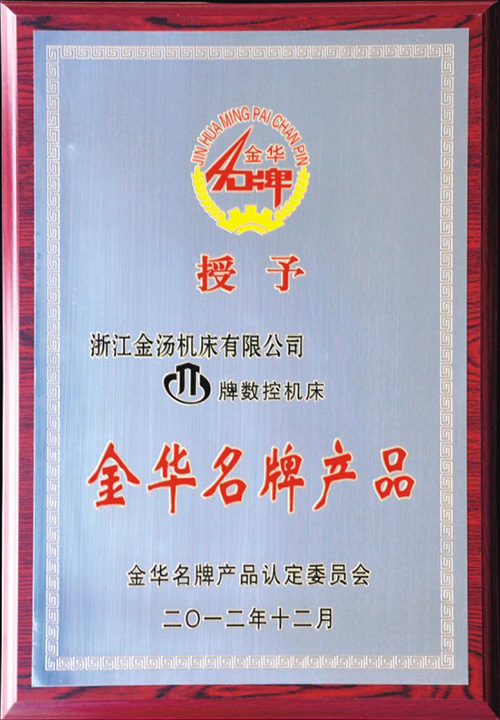 JIN HUA MING PAI CHAN PIN
金华
名牌
授予
浙江金汤机床有限公司
牌数控机床
金华名牌产品
金华名牌产品认定委员会
二〇一二年十二月